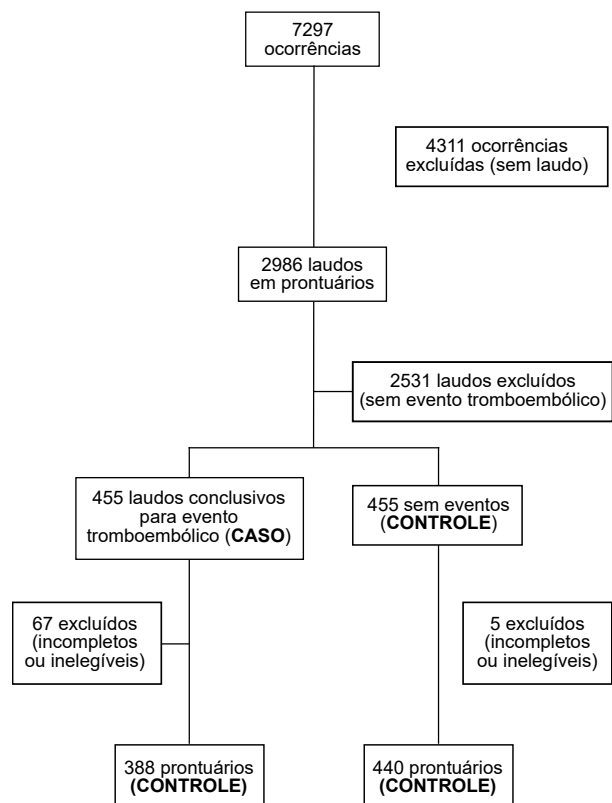 7297
ocorrências
4311 ocorrências
excluídas (sem laudo)
2986 laudos
em prontuários
2531 laudos excluídos
(sem evento tromboembólico)
455 laudos conclusivos
para evento
tromboembólico (CASO)
455 sem eventos
(CONTROLE)
67 excluídos
(incompletos
ou inelegíveis)
5 excluídos
(incompletos
ou inelegíveis)
388 prontuários
(CONTROLE)
440 prontuários
(CONTROLE)